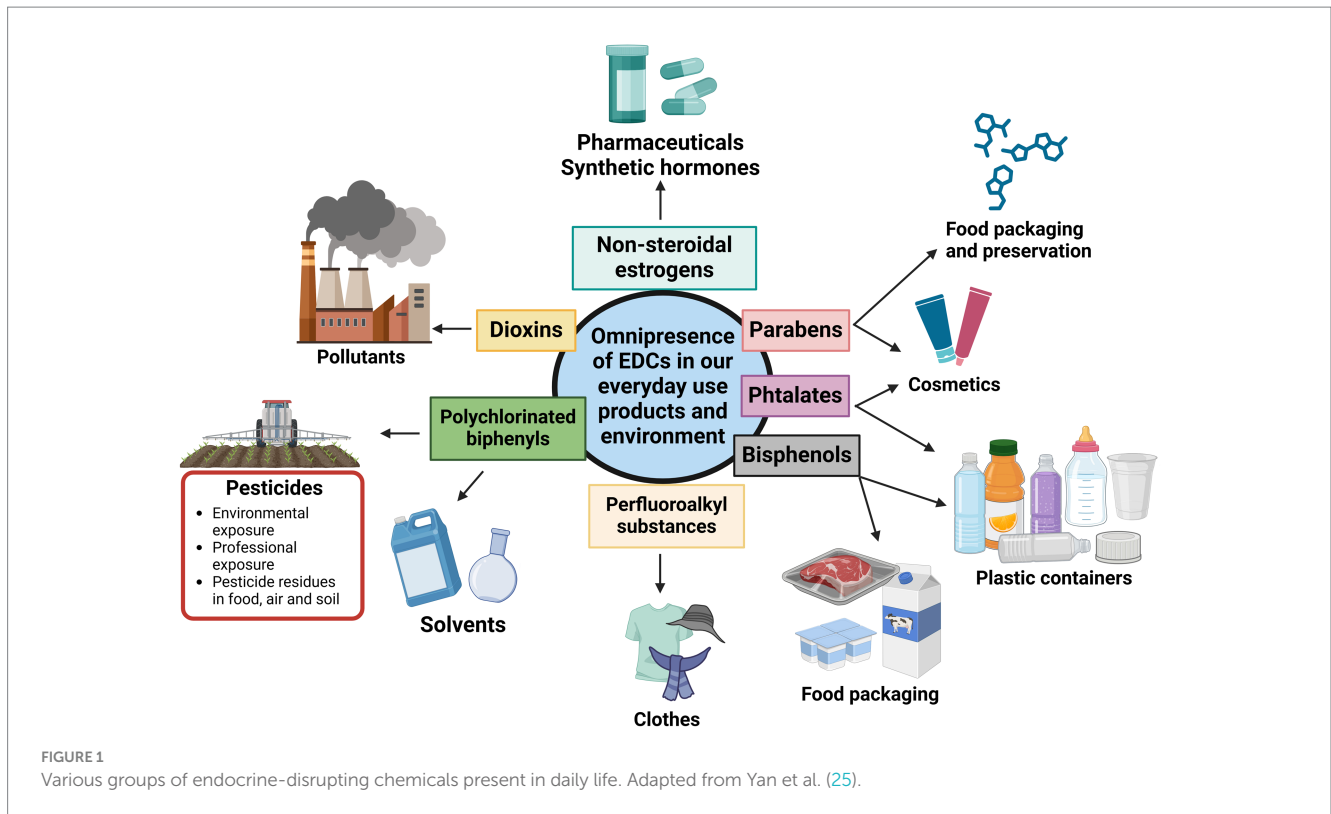 Pharmaceuticals
Synthetic hormones
Non-steroidal
estrogens
Food packaging
and preservation
Dioxins
Pollutants
Omnipresence
of EDCs in our
everyday use
products and
environment
Parabens
Cosmetics
Phtalates
Polychlorinated
biphenyls
Bisphenols
Pesticides
• Environmental
exposure
• Professional
exposure
• Pesticide residues
in food, air and soil
Solvents
Perfluoroalkyl
substances
Plastic containers
Clothes
Food packaging
FIGURE 1
Various groups of endocrine-disrupting chemicals present in daily life. Adapted from Yan et al. (25).